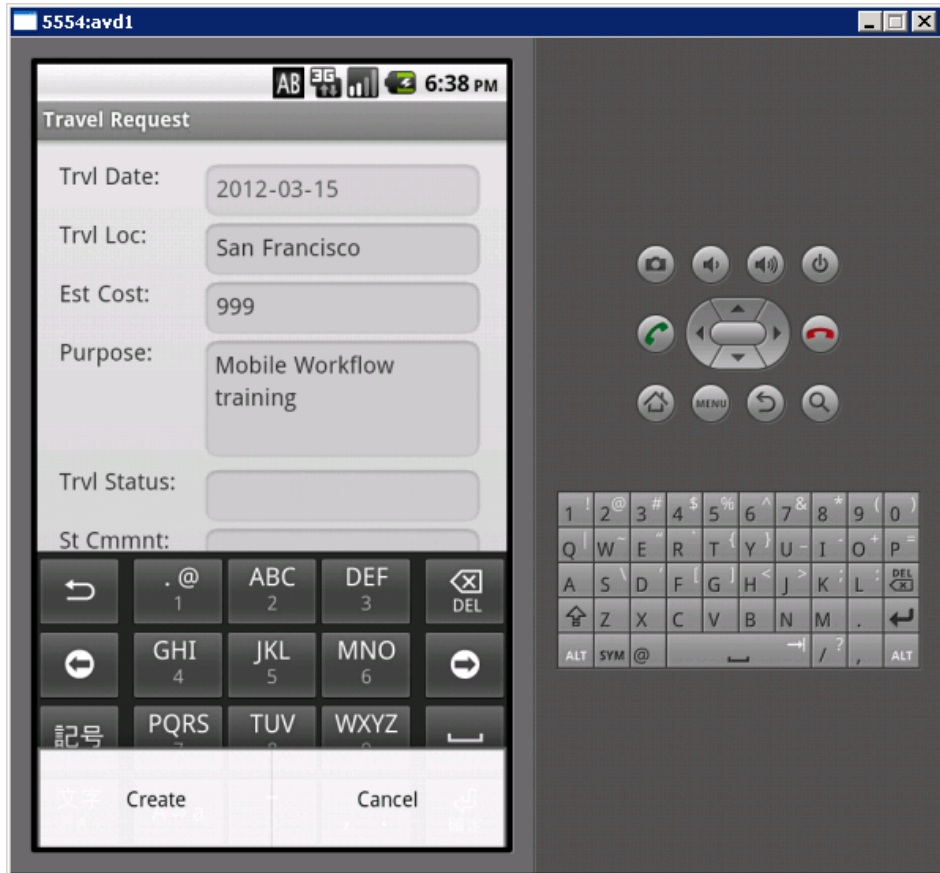 5554:avd1
AB 3G 6:38 PM
Travel Request
Trvl Date: 2012-03-15
Trvl Loc: San Francisco
Est Cost: 999
Purpose: Mobile Workflow
training
Trvl Status:
St Cmmnt:
. @ ABC DEF
1 2 3 DEL
GHI JKL MNO
4 5 6
記号 PQRS TUV WXYZ
Create Cancel
MENU
1 ! 2 @ 3 # 4 $ 5 % 6 ^ 7 & 8 * 9 ( 0 )
Q | W ~ E " R ` T { Y } U _ I - O + P =
A S \ D ' F [ G ] H < J > K ; L : DEL
Z X C V B N M .
ALT SYM @ / ? , ALT